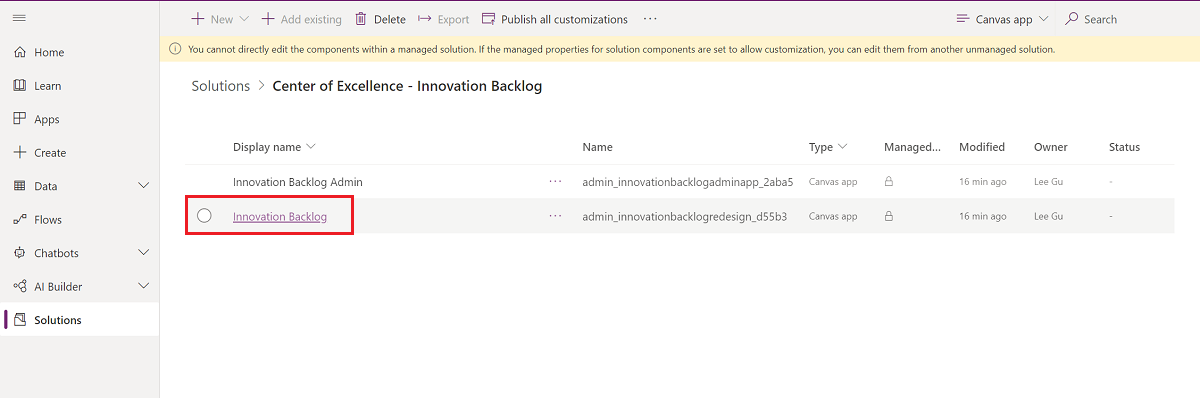 New Add existing Delete Export Publish all customizations ... Canvas app Search
You cannot directly edit the components within a managed solution. If the managed properties for solution components are set to allow customization, you can edit them from another unmanaged solution.
Home
Learn
Apps
Create
Data
Flows
Chatbots
AI Builder
Solutions
Solutions > Center of Excellence - Innovation Backlog
Display name Name Type Managed... Modified Owner Status
Innovation Backlog Admin ... admin_innovationbacklogadminapp_2aba5 Canvas app 16 min ago Lee Gu -
Innovation Backlog ... admin_innovationbacklogredesign_d55b3 Canvas app 16 min ago Lee Gu -